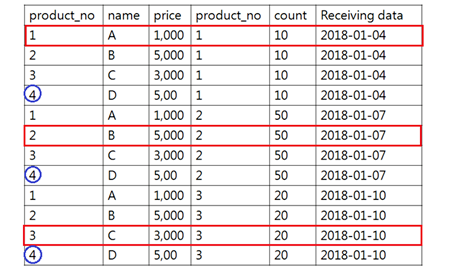 product_no name price product_no count Receiving data
1 A 1,000 1 10 2018-01-04
2 B 5,000 1 10 2018-01-04
3 C 3,000 1 10 2018-01-04
4 D 5,00 1 10 2018-01-04
1 A 1,000 2 50 2018-01-07
2 B 5,000 2 50 2018-01-07
3 C 3,000 2 50 2018-01-07
4 D 5,00 2 50 2018-01-07
1 A 1,000 3 20 2018-01-10
2 B 5,000 3 20 2018-01-10
3 C 3,000 3 20 2018-01-10
4 D 5,00 3 20 2018-01-10